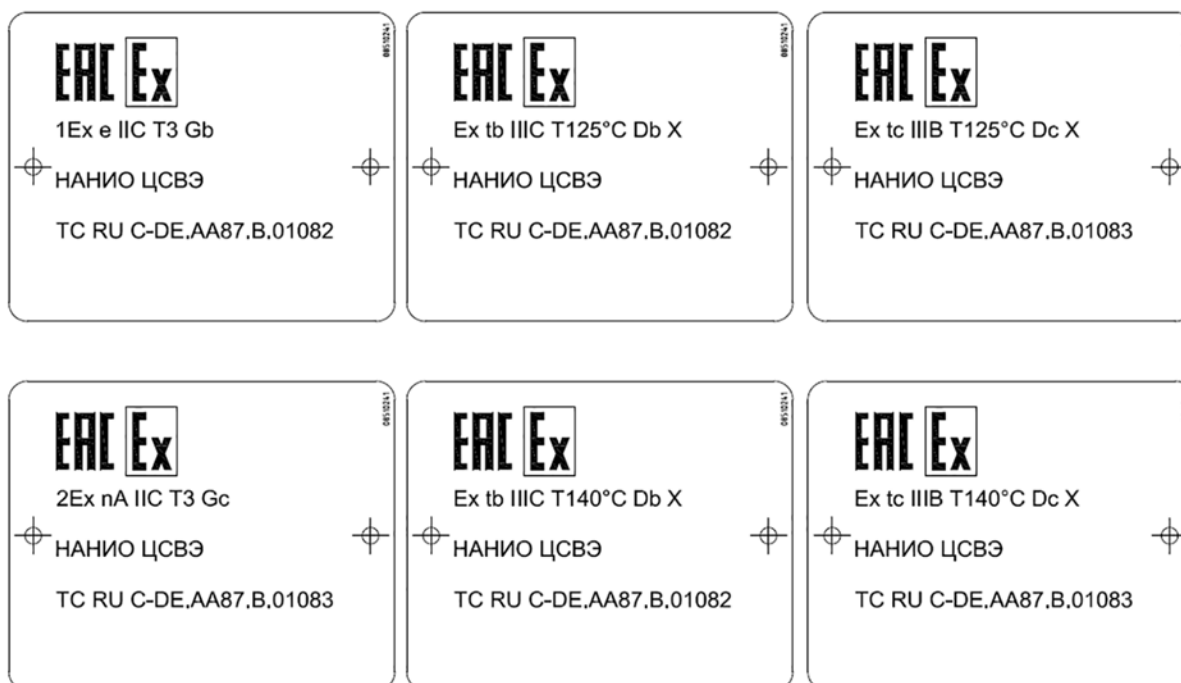 EAC Ex
08510241
1Ex e IIC T3 Gb
НАНИО ЦСВЭ
TC RU C-DE.AA87.B.01082
EAC Ex
08510241
Ex tb IIIC T125°C Db X
НАНИО ЦСВЭ
TC RU C-DE.AA87.B.01082
EAC Ex
Ex tc IIIB T125°C Dc X
НАНИО ЦСВЭ
TC RU C-DE.AA87.B.01083
EAC Ex
08510241
2Ex nA IIC T3 Gc
НАНИО ЦСВЭ
TC RU C-DE.AA87.B.01083
EAC Ex
08510241
Ex tb IIIC T140°C Db X
НАНИО ЦСВЭ
TC RU C-DE.AA87.B.01082
EAC Ex
Ex tc IIIB T140°C Dc X
НАНИО ЦСВЭ
TC RU C-DE.AA87.B.01083